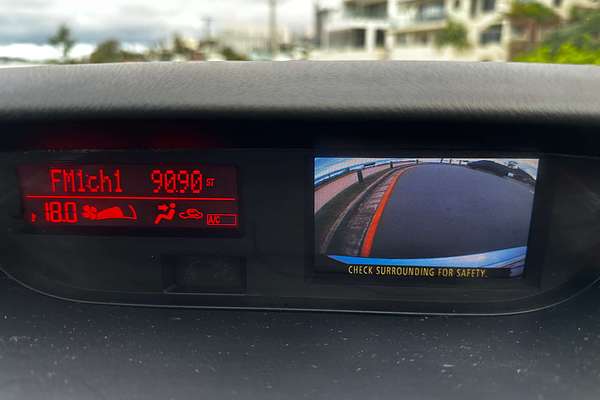 FM1ch1 90.90 ST
18.0 A/C
CHECK SURROUNDING FOR SAFETY.